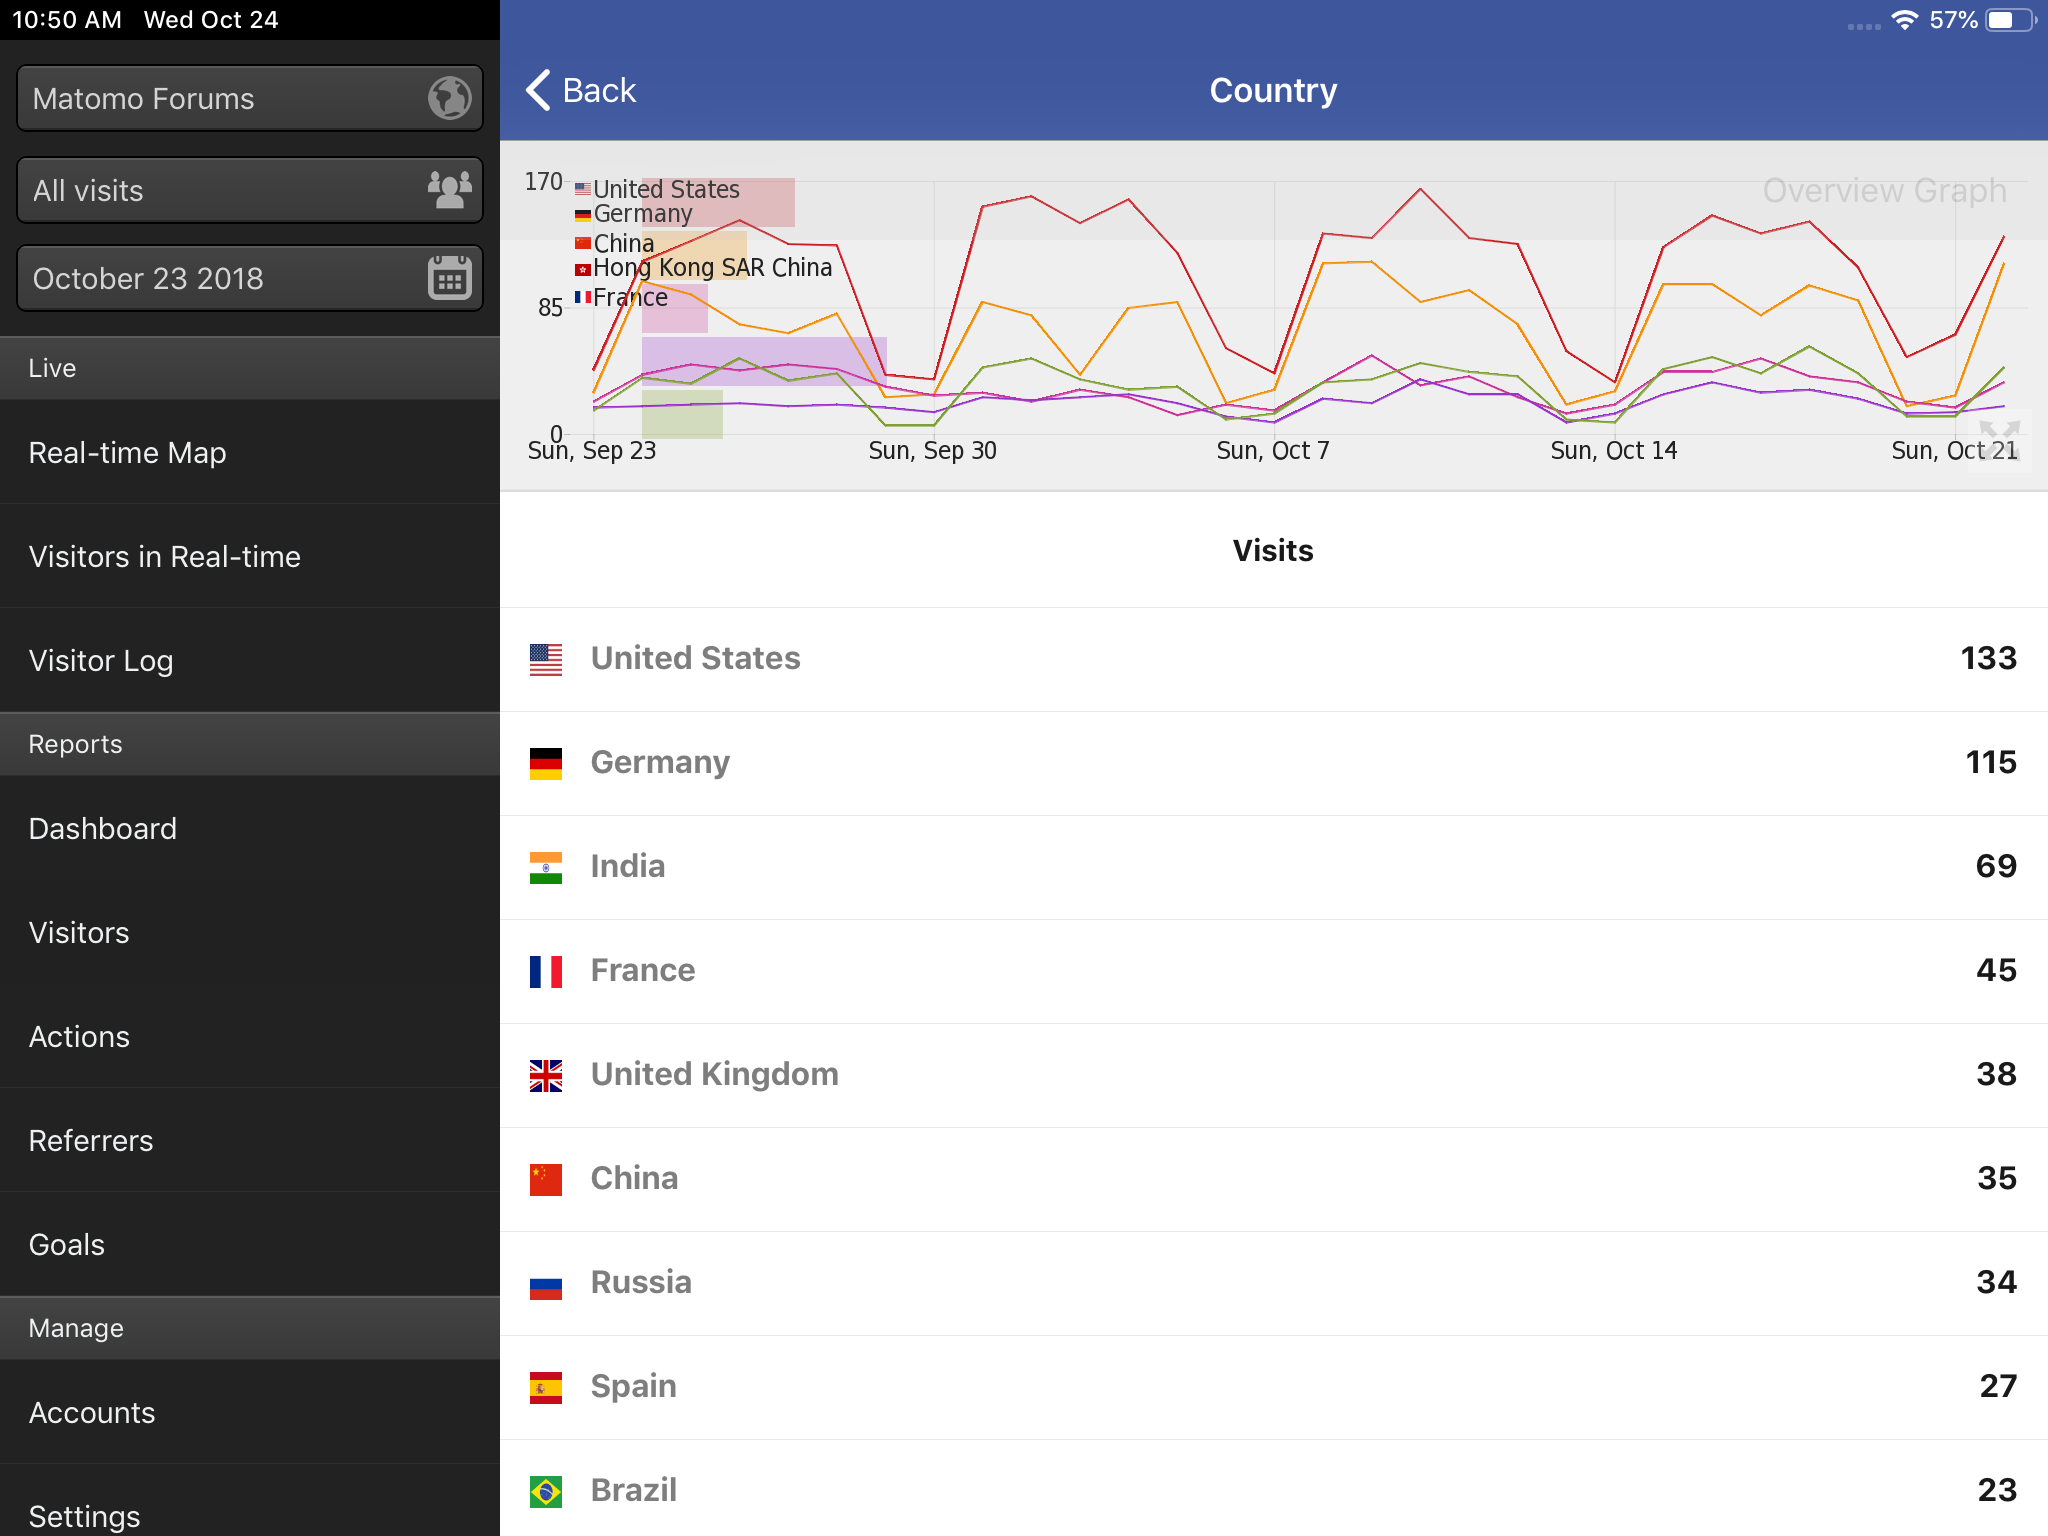 10:50 AM Wed Oct 24
57%
Matomo Forums
All visits
October 23 2018
Live
Real-time Map
Visitors in Real-time
Visitor Log
Reports
Dashboard
Visitors
Actions
Referrers
Goals
Manage
Accounts
Settings
Back
Country
Overview Graph
170
85
0
United States
Germany
China
Hong Kong SAR China
France
Sun, Sep 23
Sun, Sep 30
Sun, Oct 7
Sun, Oct 14
Sun, Oct 21
Visits
United States 133
Germany 115
India 69
France 45
United Kingdom 38
China 35
Russia 34
Spain 27
Brazil 23